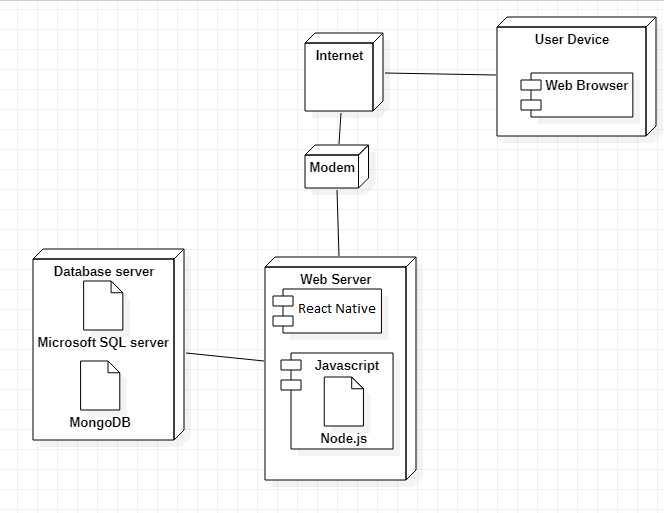 Internet
User Device
Web Browser
Modem
Database server
Microsoft SQL server
MongoDB
Web Server
React Native
Javascript
Node.js